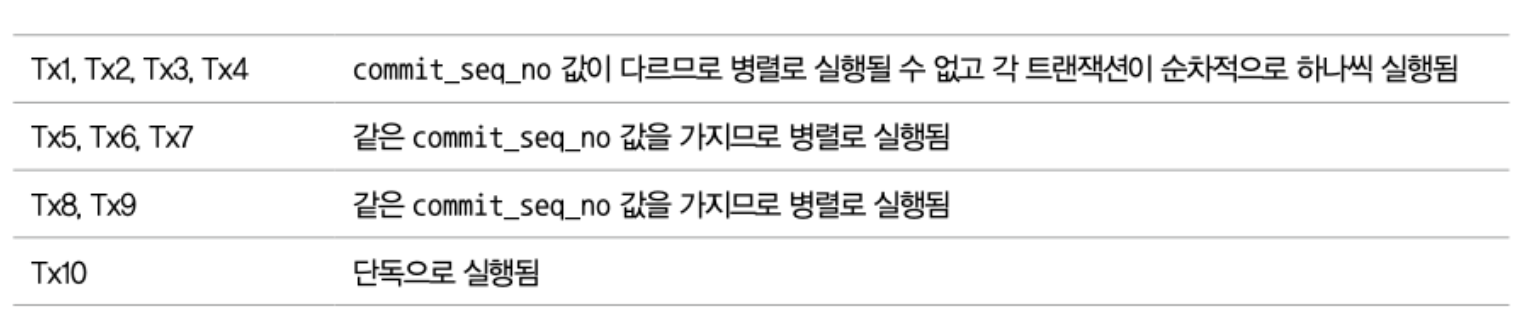 Tx1, Tx2, Tx3, Tx4 commit_seq_no 값이 다르므로 병렬로 실행될 수 없고 각 트랜잭션이 순차적으로 하나씩 실행됨
Tx5, Tx6, Tx7 같은 commit_seq_no 값을 가지므로 병렬로 실행됨
Tx8, Tx9 같은 commit_seq_no 값을 가지므로 병렬로 실행됨
Tx10 단독으로 실행됨